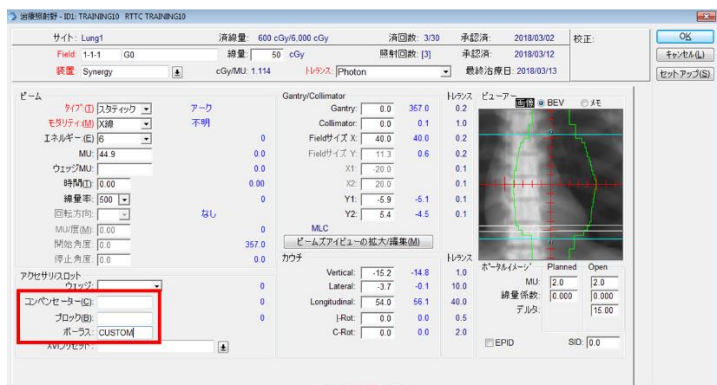 治療照射野 - ID1: TRAINING10   RTTC TRAINING10
サイト: Lung1 済線量: 600 cGy/6,000 cGy 済回数: 3/30 承認済: 2018/03/02 校正: OK
Field: 1-1-1 G0 線量: 50 cGy 照射回数: [3] 承認済: 2018/03/12 キャンセル(L)
装置: Synergy cGy/MU: 1.114 トレランス: Photon 最終治療日: 2018/03/13 セットアップ(S)
ビーム Gantry/Collimator トレランス ビューアー
画像 BEV メモ
タイプ(T) スタティック アーク Gantry: 0.0 357.0 0.2
モダリティ(M) X線 不明 Collimator: 0.0 0.1 1.0
エネルギー(E) 6 0 Fieldサイズ X: 40.0 40.0 0.2
MU: 44.9 0.0 Fieldサイズ Y: 11.3 0.6 0.2
ウェッジMU: 0.0 X1: -20.0 0.1
時間(T): 0.00 0.00 X2: 20.0 0.1
線量率: 500 0 Y1: -5.9 -5.1 0.1
回転方向: なし Y2: 5.4 -4.5 0.1
MU/度(M) 0.00 0 MLC
開始角度: 0.0 357.0 ビームズアイビューの拡大/編集(M)
停止角度: 0.0 0.0 カウチ トレランス ポータルイメージ Planned Open
アクセサリ/スロット Vertical: -15.2 -14.8 1.0 MU: 2.0 2.0
ウェッジ: 0 Lateral: -3.7 -0.1 10.0 線量係数: 0.000 0.000
コンペンセーター(C): 0 Longitudinal: 54.0 56.1 40.0 デルタ: 15.00
ブロック(B): 0 I-Rot: 0.0 0.0 0.5
ボーラス: CUSTOM C-Rot: 0.0 0.0 2.0
XVIプリセット: EPID SID: 0.0